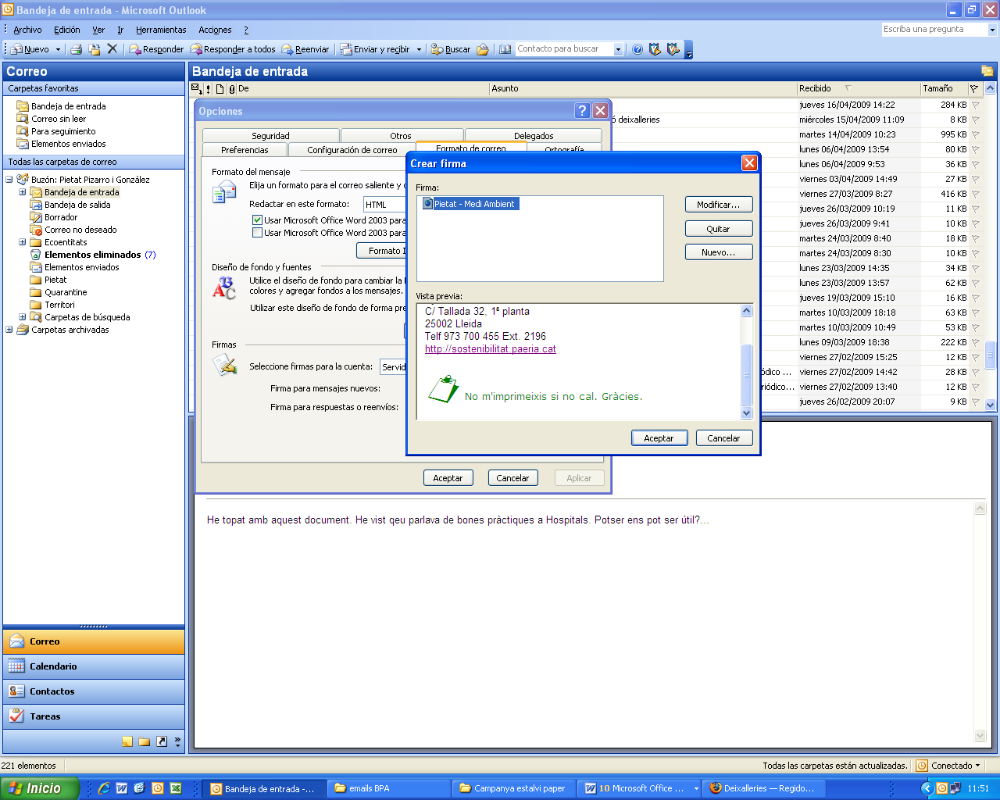 Bandeja de entrada - Microsoft Outlook
Archivo Edición Ver Ir Herramientas Acciones ?
Escriba una pregunta
Nuevo Responder Responder a todos Reenviar Enviar y recibir Buscar Contacto para buscar
Correo
Carpetas favoritas
Bandeja de entrada
Correo sin leer
Para seguimiento
Elementos enviados
Todas las carpetas de correo
Buzón: Pietat Pizarro i Gonzàlez
Bandeja de entrada
Bandeja de salida
Borrador
Correo no deseado
Ecoentitats
Elementos eliminados (7)
Elementos enviados
Pietat
Quarantine
Territori
Carpetas de búsqueda
Carpetas archivadas
Correo
Calendario
Contactos
Tareas
Bandeja de entrada
De Asunto Recibido Tamaño
jueves 16/04/2009 14:22 284 KB
ó deixalleries miércoles 15/04/2009 11:09 8 KB
martes 14/04/2009 10:23 995 KB
lunes 06/04/2009 13:54 80 KB
lunes 06/04/2009 9:53 36 KB
viernes 03/04/2009 14:49 27 KB
viernes 27/03/2009 8:27 416 KB
jueves 26/03/2009 10:19 11 KB
jueves 26/03/2009 9:41 10 KB
martes 24/03/2009 8:40 18 KB
martes 24/03/2009 8:30 10 KB
lunes 23/03/2009 14:35 34 KB
lunes 23/03/2009 13:57 62 KB
jueves 19/03/2009 15:10 16 KB
martes 10/03/2009 18:18 63 KB
martes 10/03/2009 10:49 53 KB
lunes 09/03/2009 18:38 222 KB
viernes 27/02/2009 15:25 12 KB
ódico ... viernes 27/02/2009 14:42 28 KB
riódico... viernes 27/02/2009 13:40 12 KB
jueves 26/02/2009 20:07 9 KB
Opciones
Seguridad Otros Delegados
Preferencias Configuración de correo Formato de correo Ortografía
Formato del mensaje
Elija un formato para el correo saliente y c
Redactar en este formato: HTML
Usar Microsoft Office Word 2003 para
Usar Microsoft Office Word 2003 para
Formato I
Diseño de fondo y fuentes
Utilice el diseño de fondo para cambiar la
colores y agregar fondos a los mensajes.
Utilizar este diseño de fondo de forma pre
Firmas
Seleccione firmas para la cuenta: Servid
Firma para mensajes nuevos:
Firma para respuestas o reenvíos:
Aceptar Cancelar Aplicar
Crear firma
Firma:
Pietat - Medi Ambient
Modificar...
Quitar
Nuevo...
Vista previa:
C/ Tallada 32, 1ª planta
25002 Lleida
Telf 973 700 455 Ext. 2196
http://sostenibilitat.paeria.cat
No m'imprimeixis si no cal. Gràcies.
Aceptar Cancelar
He topat amb aquest document. He vist qeu parlava de bones pràctiques a Hospitals. Potser ens pot ser útil?...
221 elementos Todas las carpetas están actualizadas. Conectado
Inicio Bandeja de entrada -... emails BPA Campanya estalvi paper 10 Microsoft Office ... Deixalleries — Regido... 11:51